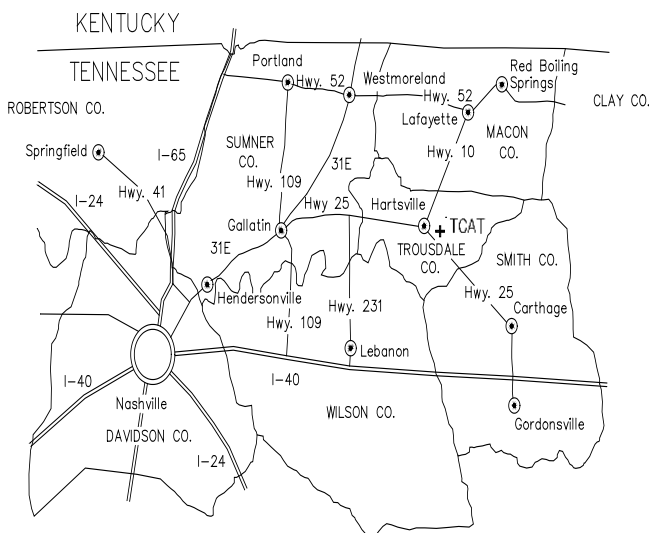 KENTUCKY
TENNESSEE
ROBERTSON CO.
Springfield
Hwy. 41
I-24
I-65
Portland
Hwy. 52
Westmoreland
Hwy. 52
Red Boiling
Springs
CLAY CO.
Lafayette
MACON
CO.
Hwy. 10
SUMNER
CO.
31E
Hwy. 109
Hwy 25
Hartsville
TCAT
Gallatin
31E
TROUSDALE
CO.
SMITH CO.
Hwy. 25
Hendersonville
Hwy. 109
Hwy. 231
Carthage
Lebanon
I-40
I-40
Nashville
WILSON CO.
Gordonsville
DAVIDSON CO.
I-24